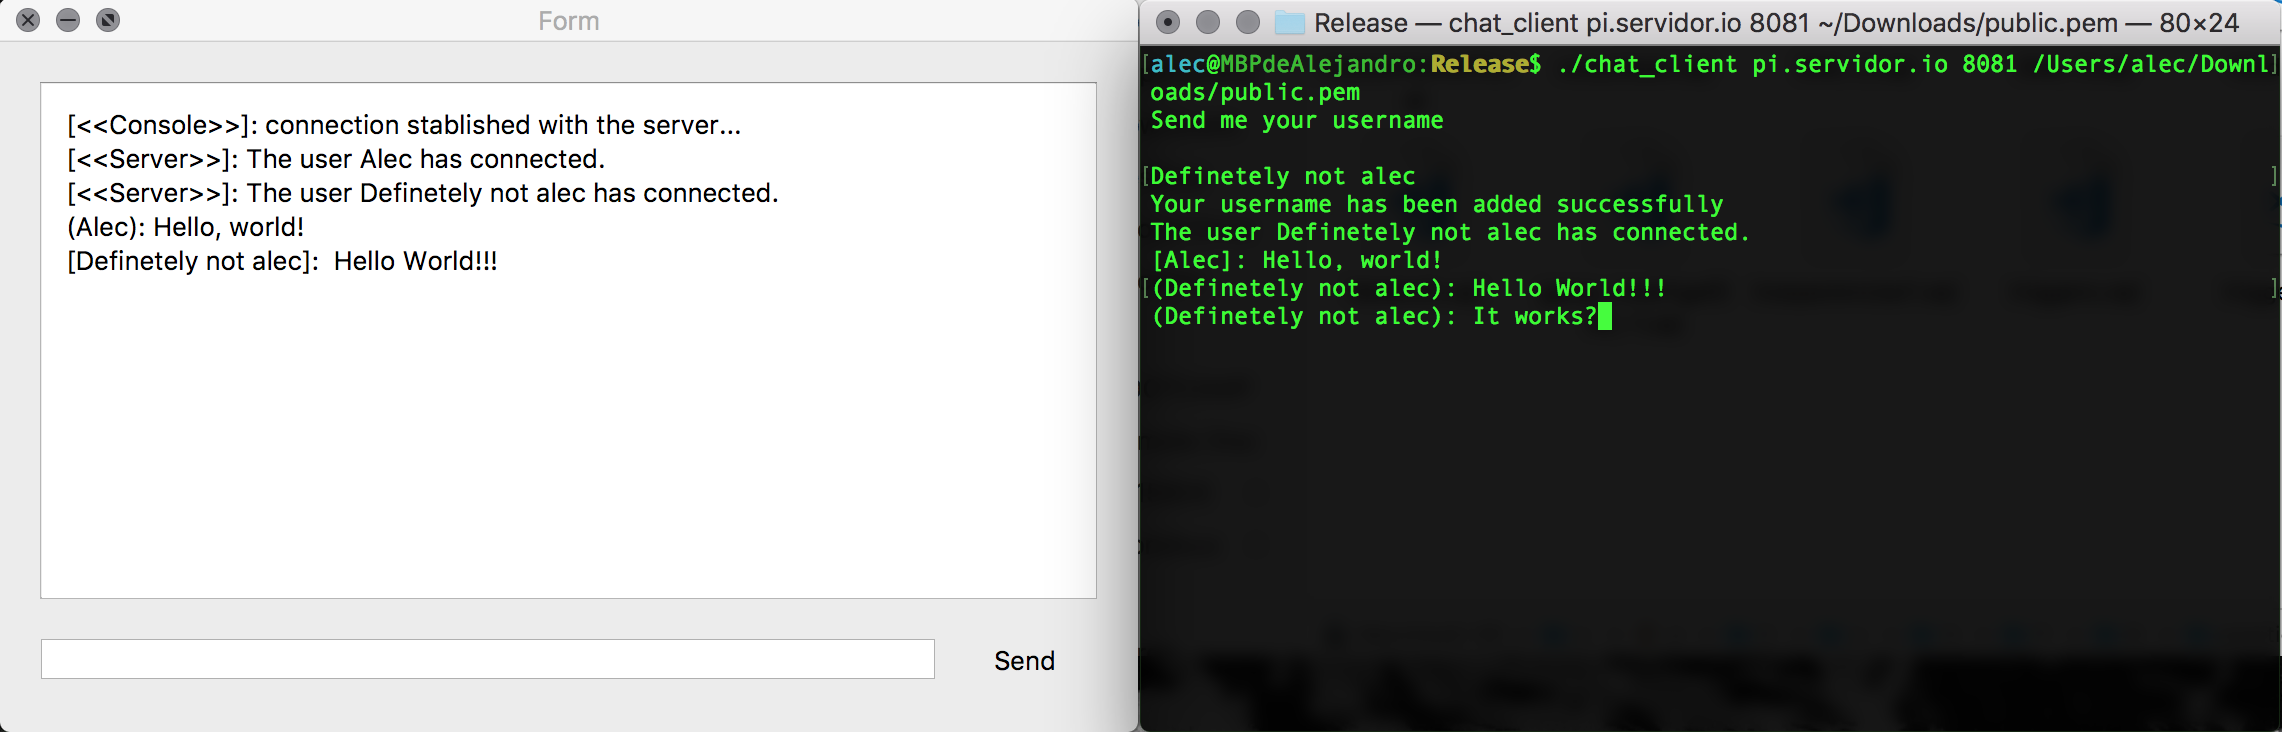 Form
[<<Console>>]: connection stablished with the server...
[<<Server>>]: The user Alec has connected.
[<<Server>>]: The user Definetely not alec has connected.
(Alec): Hello, world!
[Definetely not alec]:  Hello World!!!
Send
Release — chat_client pi.servidor.io 8081 ~/Downloads/public.pem — 80×24
[alec@MBPdeAlejandro:Release$ ./chat_client pi.servidor.io 8081 /Users/alec/Downl]
oads/public.pem
Send me your username
[Definetely not alec ]
Your username has been added successfully
The user Definetely not alec has connected.
[Alec]: Hello, world!
[(Definetely not alec): Hello World!!! ]
(Definetely not alec): It works?